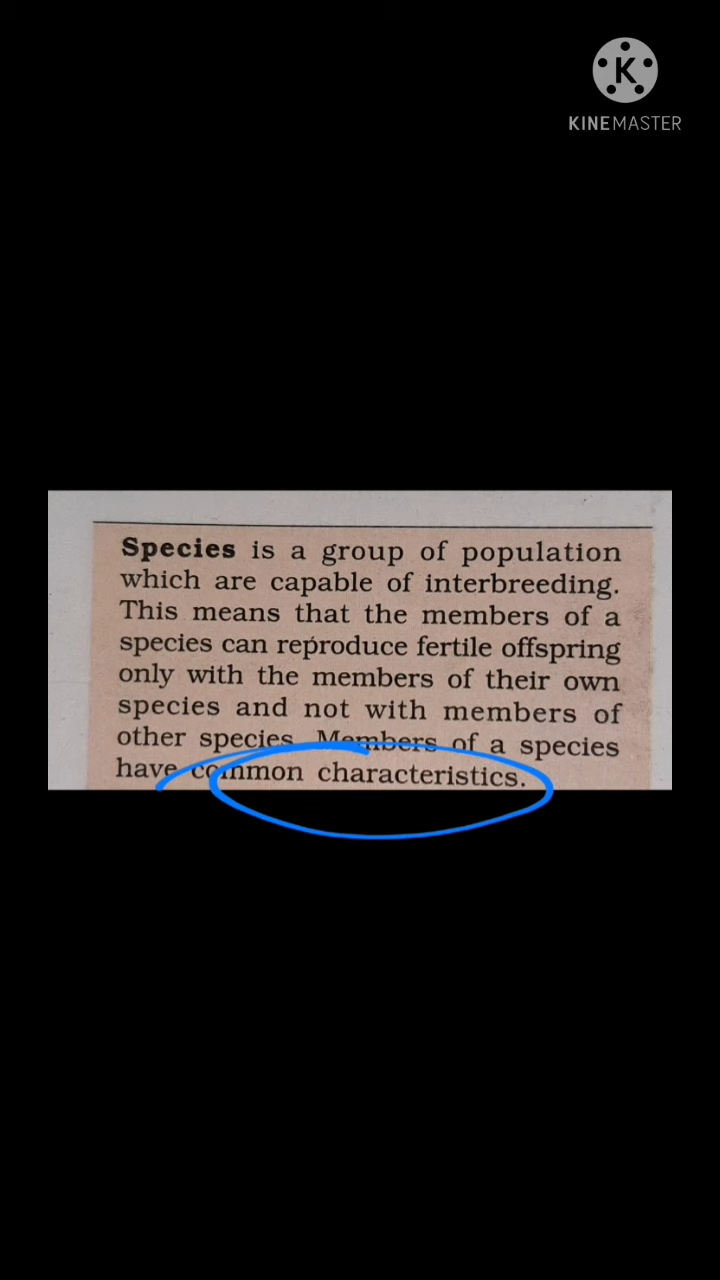 KINEMASTER
Species is a group of population
which are capable of interbreeding.
This means that the members of a
species can reproduce fertile offspring
only with the members of their own
species and not with members of
other species. Members of a species
have common characteristics.